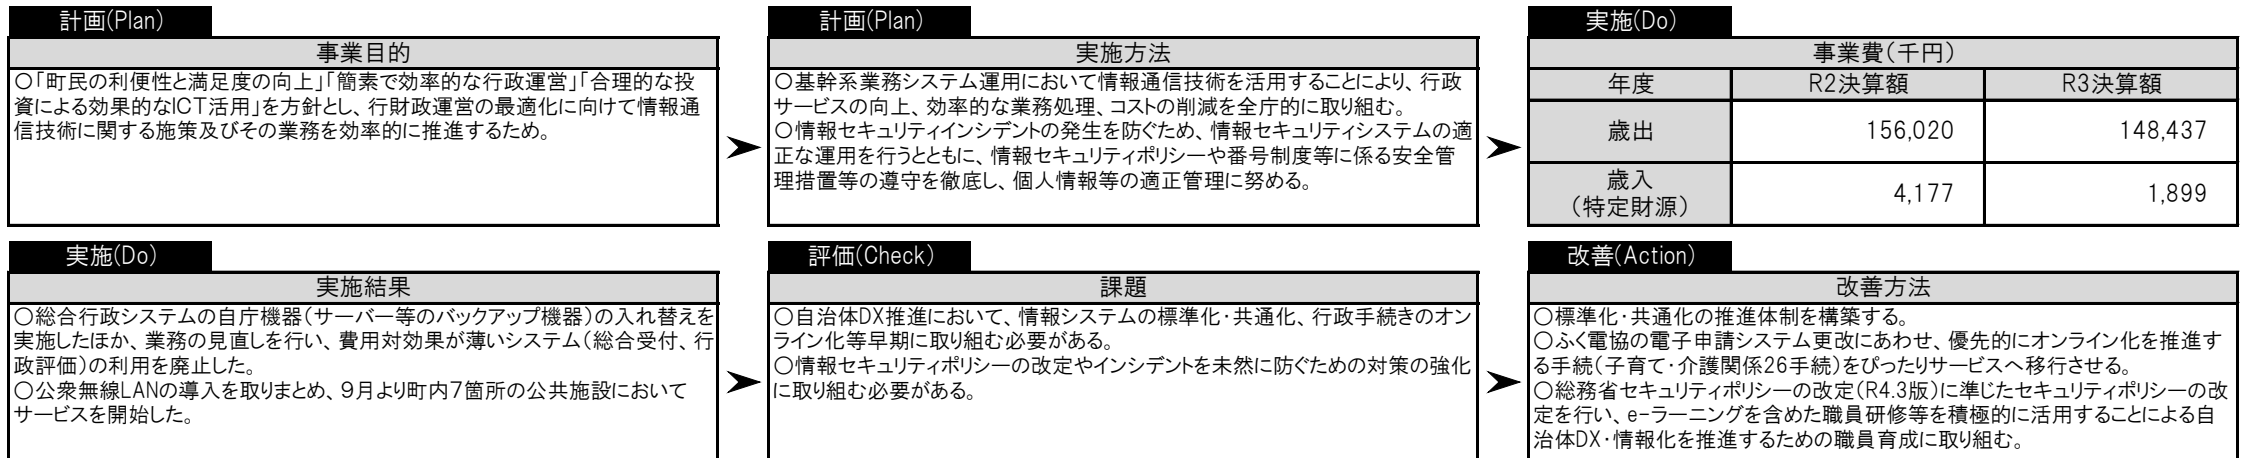 計画(Plan)
事業目的
○「町民の利便性と満足度の向上」「簡素で効率的な行政運営」「合理的な投
資による効果的なICT活用」を方針とし、行財政運営の最適化に向けて情報通
信技術に関する施策及びその業務を効率的に推進するため。
計画(Plan)
実施方法
○基幹系業務システム運用において情報通信技術を活用することにより、行政
サービスの向上、効率的な業務処理、コストの削減を全庁的に取り組む。
○情報セキュリティインシデントの発生を防ぐため、情報セキュリティシステムの適
正な運用を行うとともに、情報セキュリティポリシーや番号制度等に係る安全管
理措置等の遵守を徹底し、個人情報等の適正管理に努める。
実施(Do)
事業費(千円)
年度 R2決算額 R3決算額
歳出 156,020 148,437
歳入
(特定財源) 4,177 1,899
実施(Do)
実施結果
○総合行政システムの自庁機器(サーバー等のバックアップ機器)の入れ替えを
実施したほか、業務の見直しを行い、費用対効果が薄いシステム(総合受付、行
政評価)の利用を廃止した。
○公衆無線LANの導入を取りまとめ、9月より町内7箇所の公共施設において
サービスを開始した。
評価(Check)
課題
○自治体DX推進において、情報システムの標準化・共通化、行政手続きのオン
ライン化等早期に取り組む必要がある。
○情報セキュリティポリシーの改定やインシデントを未然に防ぐための対策の強化
に取り組む必要がある。
改善(Action)
改善方法
○標準化・共通化の推進体制を構築する。
○ふく電協の電子申請システム更改にあわせ、優先的にオンライン化を推進す
る手続(子育て・介護関係26手続)をぴったりサービスへ移行させる。
○総務省セキュリティポリシーの改定(R4.3版)に準じたセキュリティポリシーの改
定を行い、e-ラーニングを含めた職員研修等を積極的に活用することによる自
治体DX・情報化を推進するための職員育成に取り組む。